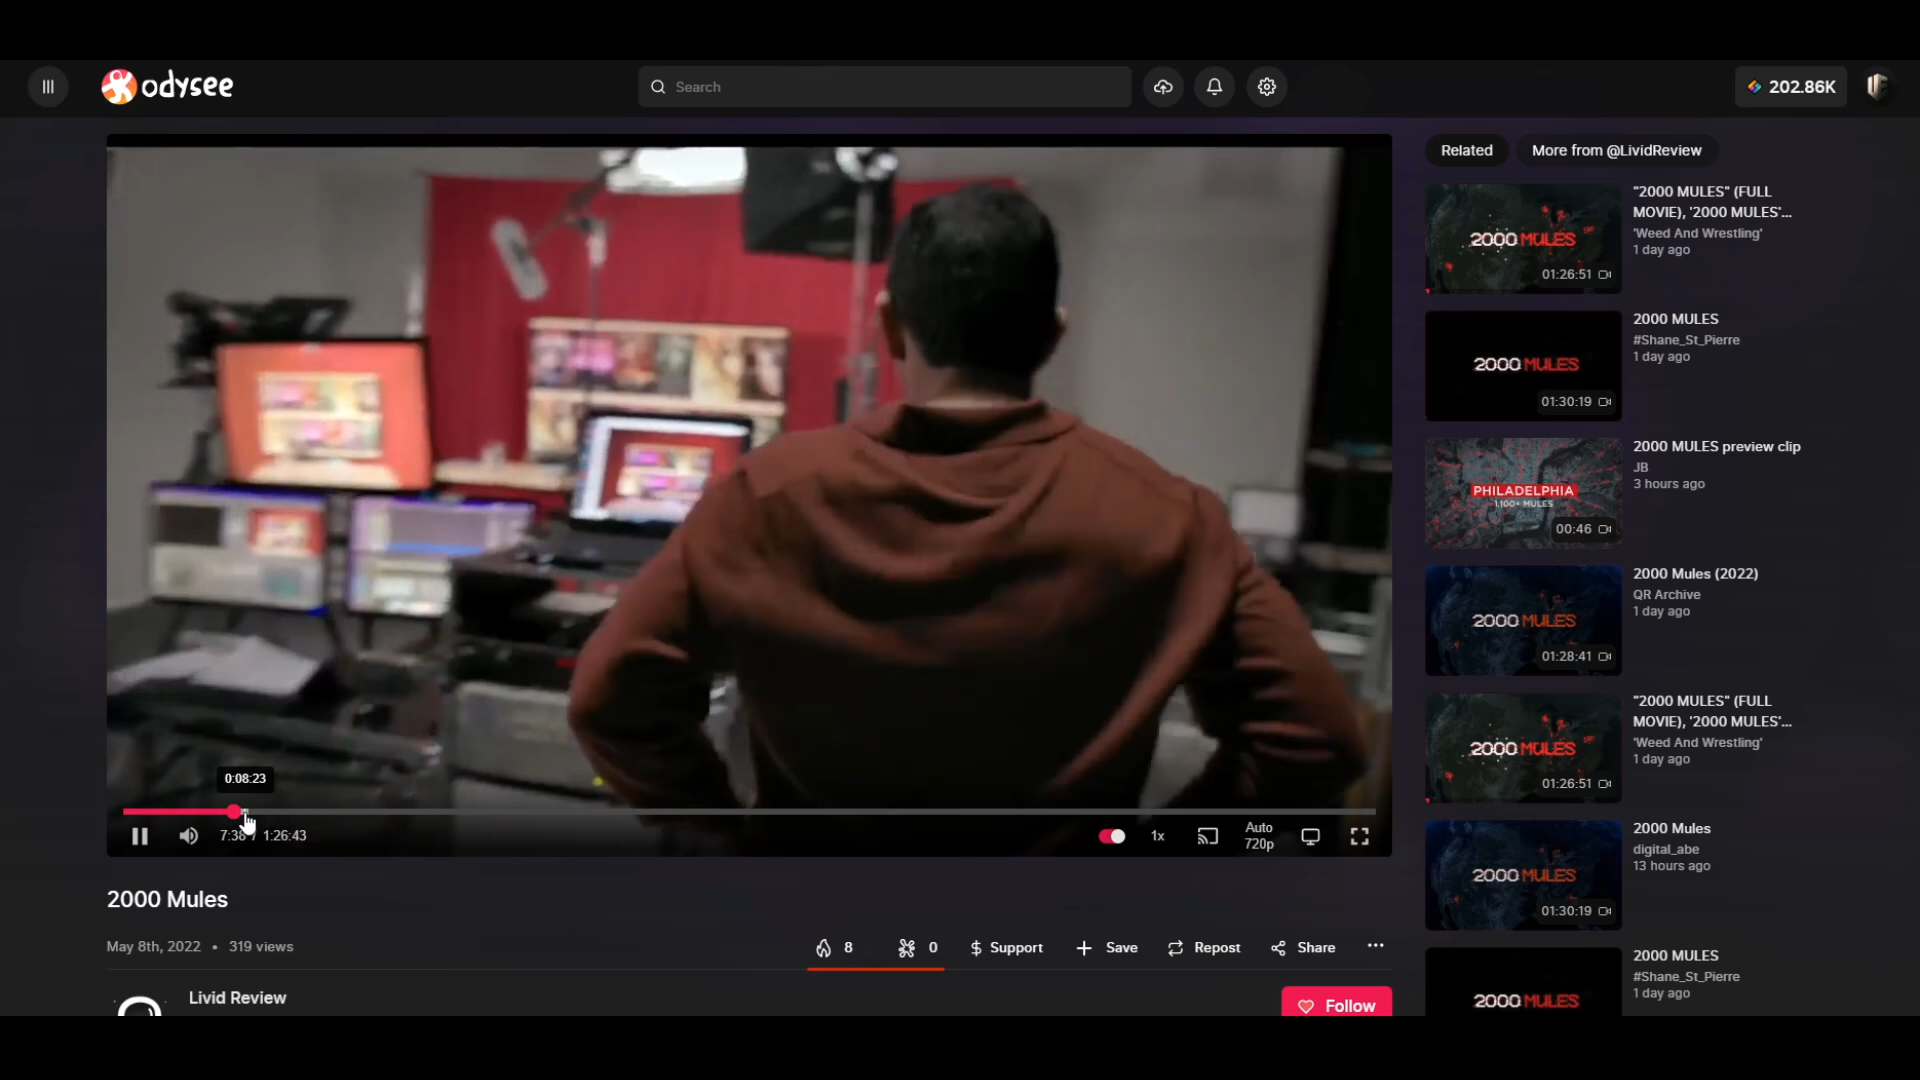 odysee
Search
202.86K
Related
More from @LividReview
"2000 MULES" (FULL
MOVIE), '2000 MULES'...
'Weed And Wrestling'
1 day ago
2000 MULES
01:26:51
2000 MULES
#Shane_St_Pierre
1 day ago
2000 MULES
01:30:19
2000 MULES preview clip
JB
3 hours ago
PHILADELPHIA
1,100+ MULES
00:46
2000 Mules (2022)
QR Archive
1 day ago
2000 MULES
01:28:41
"2000 MULES" (FULL
MOVIE), '2000 MULES'...
'Weed And Wrestling'
1 day ago
2000 MULES
01:26:51
2000 Mules
digital_abe
13 hours ago
2000 MULES
01:30:19
2000 MULES
#Shane_St_Pierre
1 day ago
2000 MULES
0:08:23
7:38 / 1:26:43
1x
Auto
720p
2000 Mules
May 8th, 2022 • 319 views
8
0
$ Support
Save
Repost
Share
Livid Review
Follow